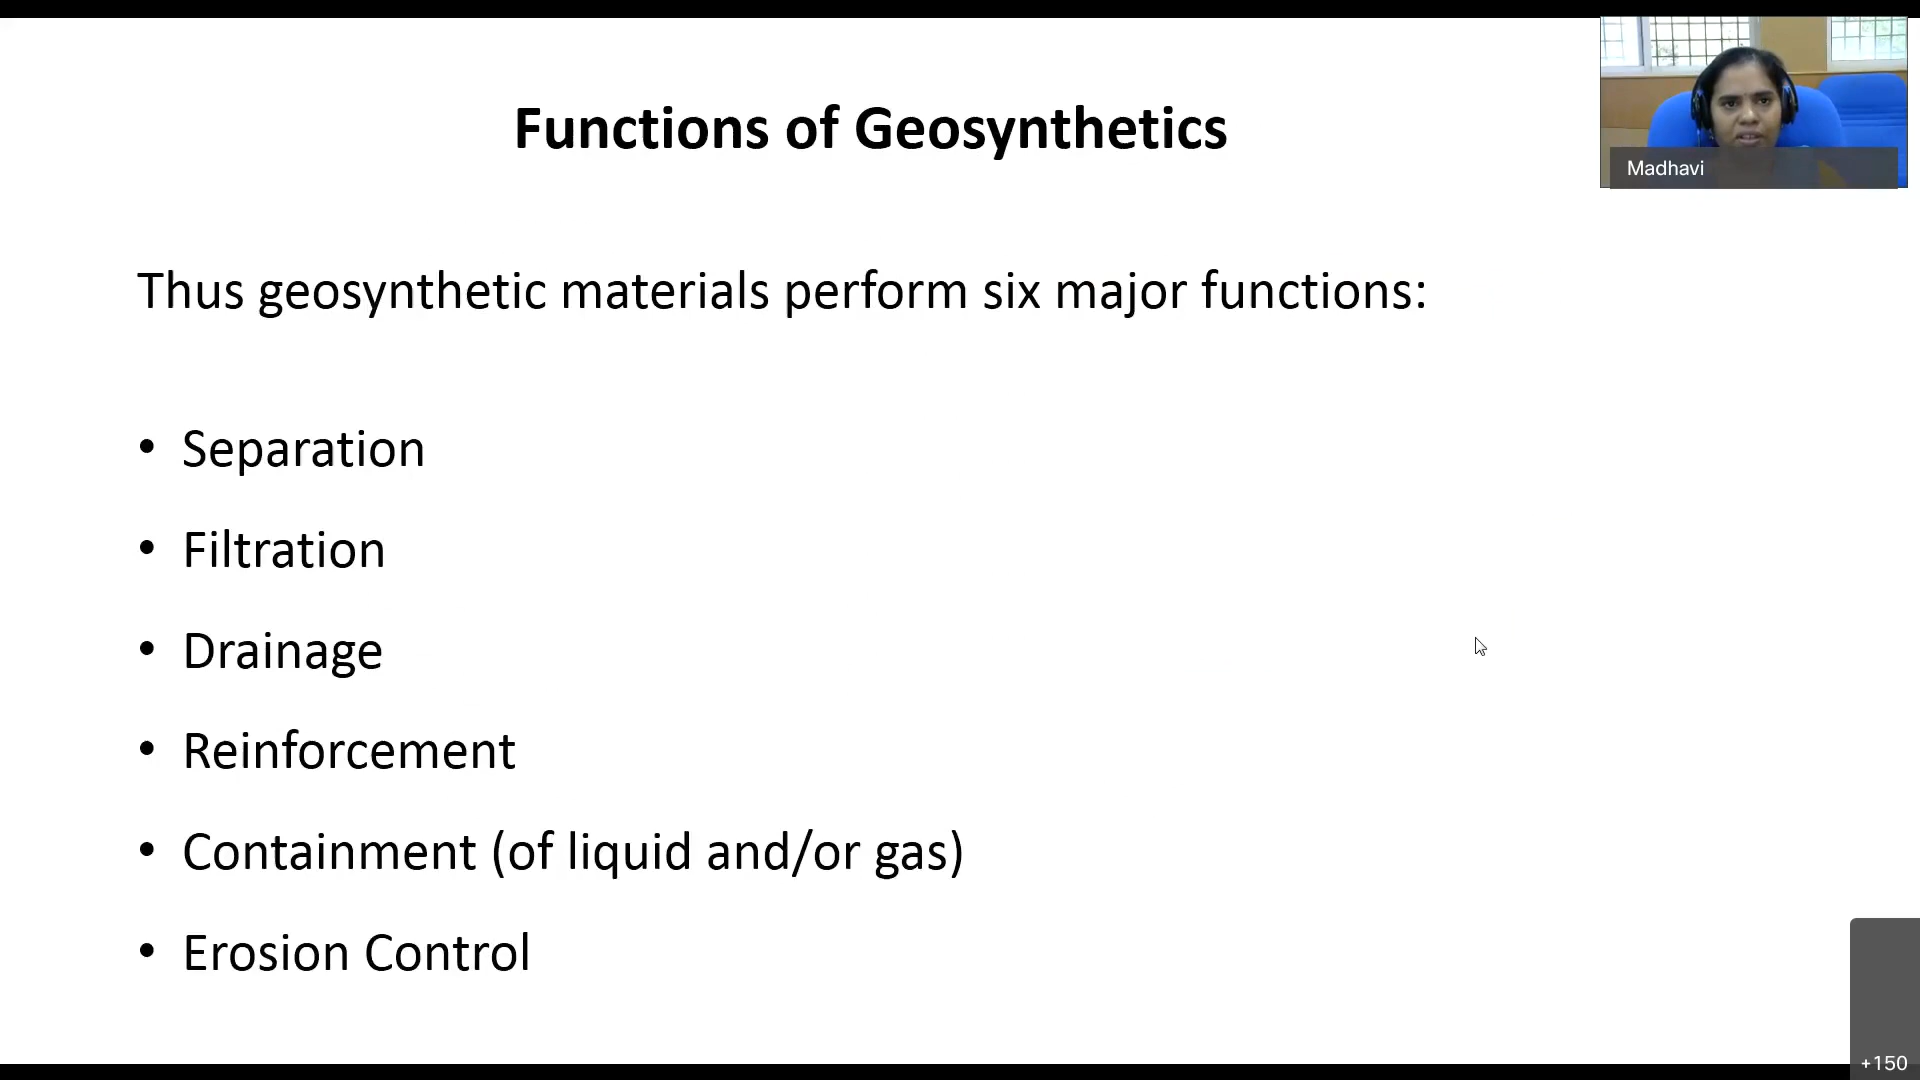 Functions of Geosynthetics
Madhavi
Thus geosynthetic materials perform six major functions:
• Separation
• Filtration
• Drainage
• Reinforcement
• Containment (of liquid and/or gas)
• Erosion Control
+150